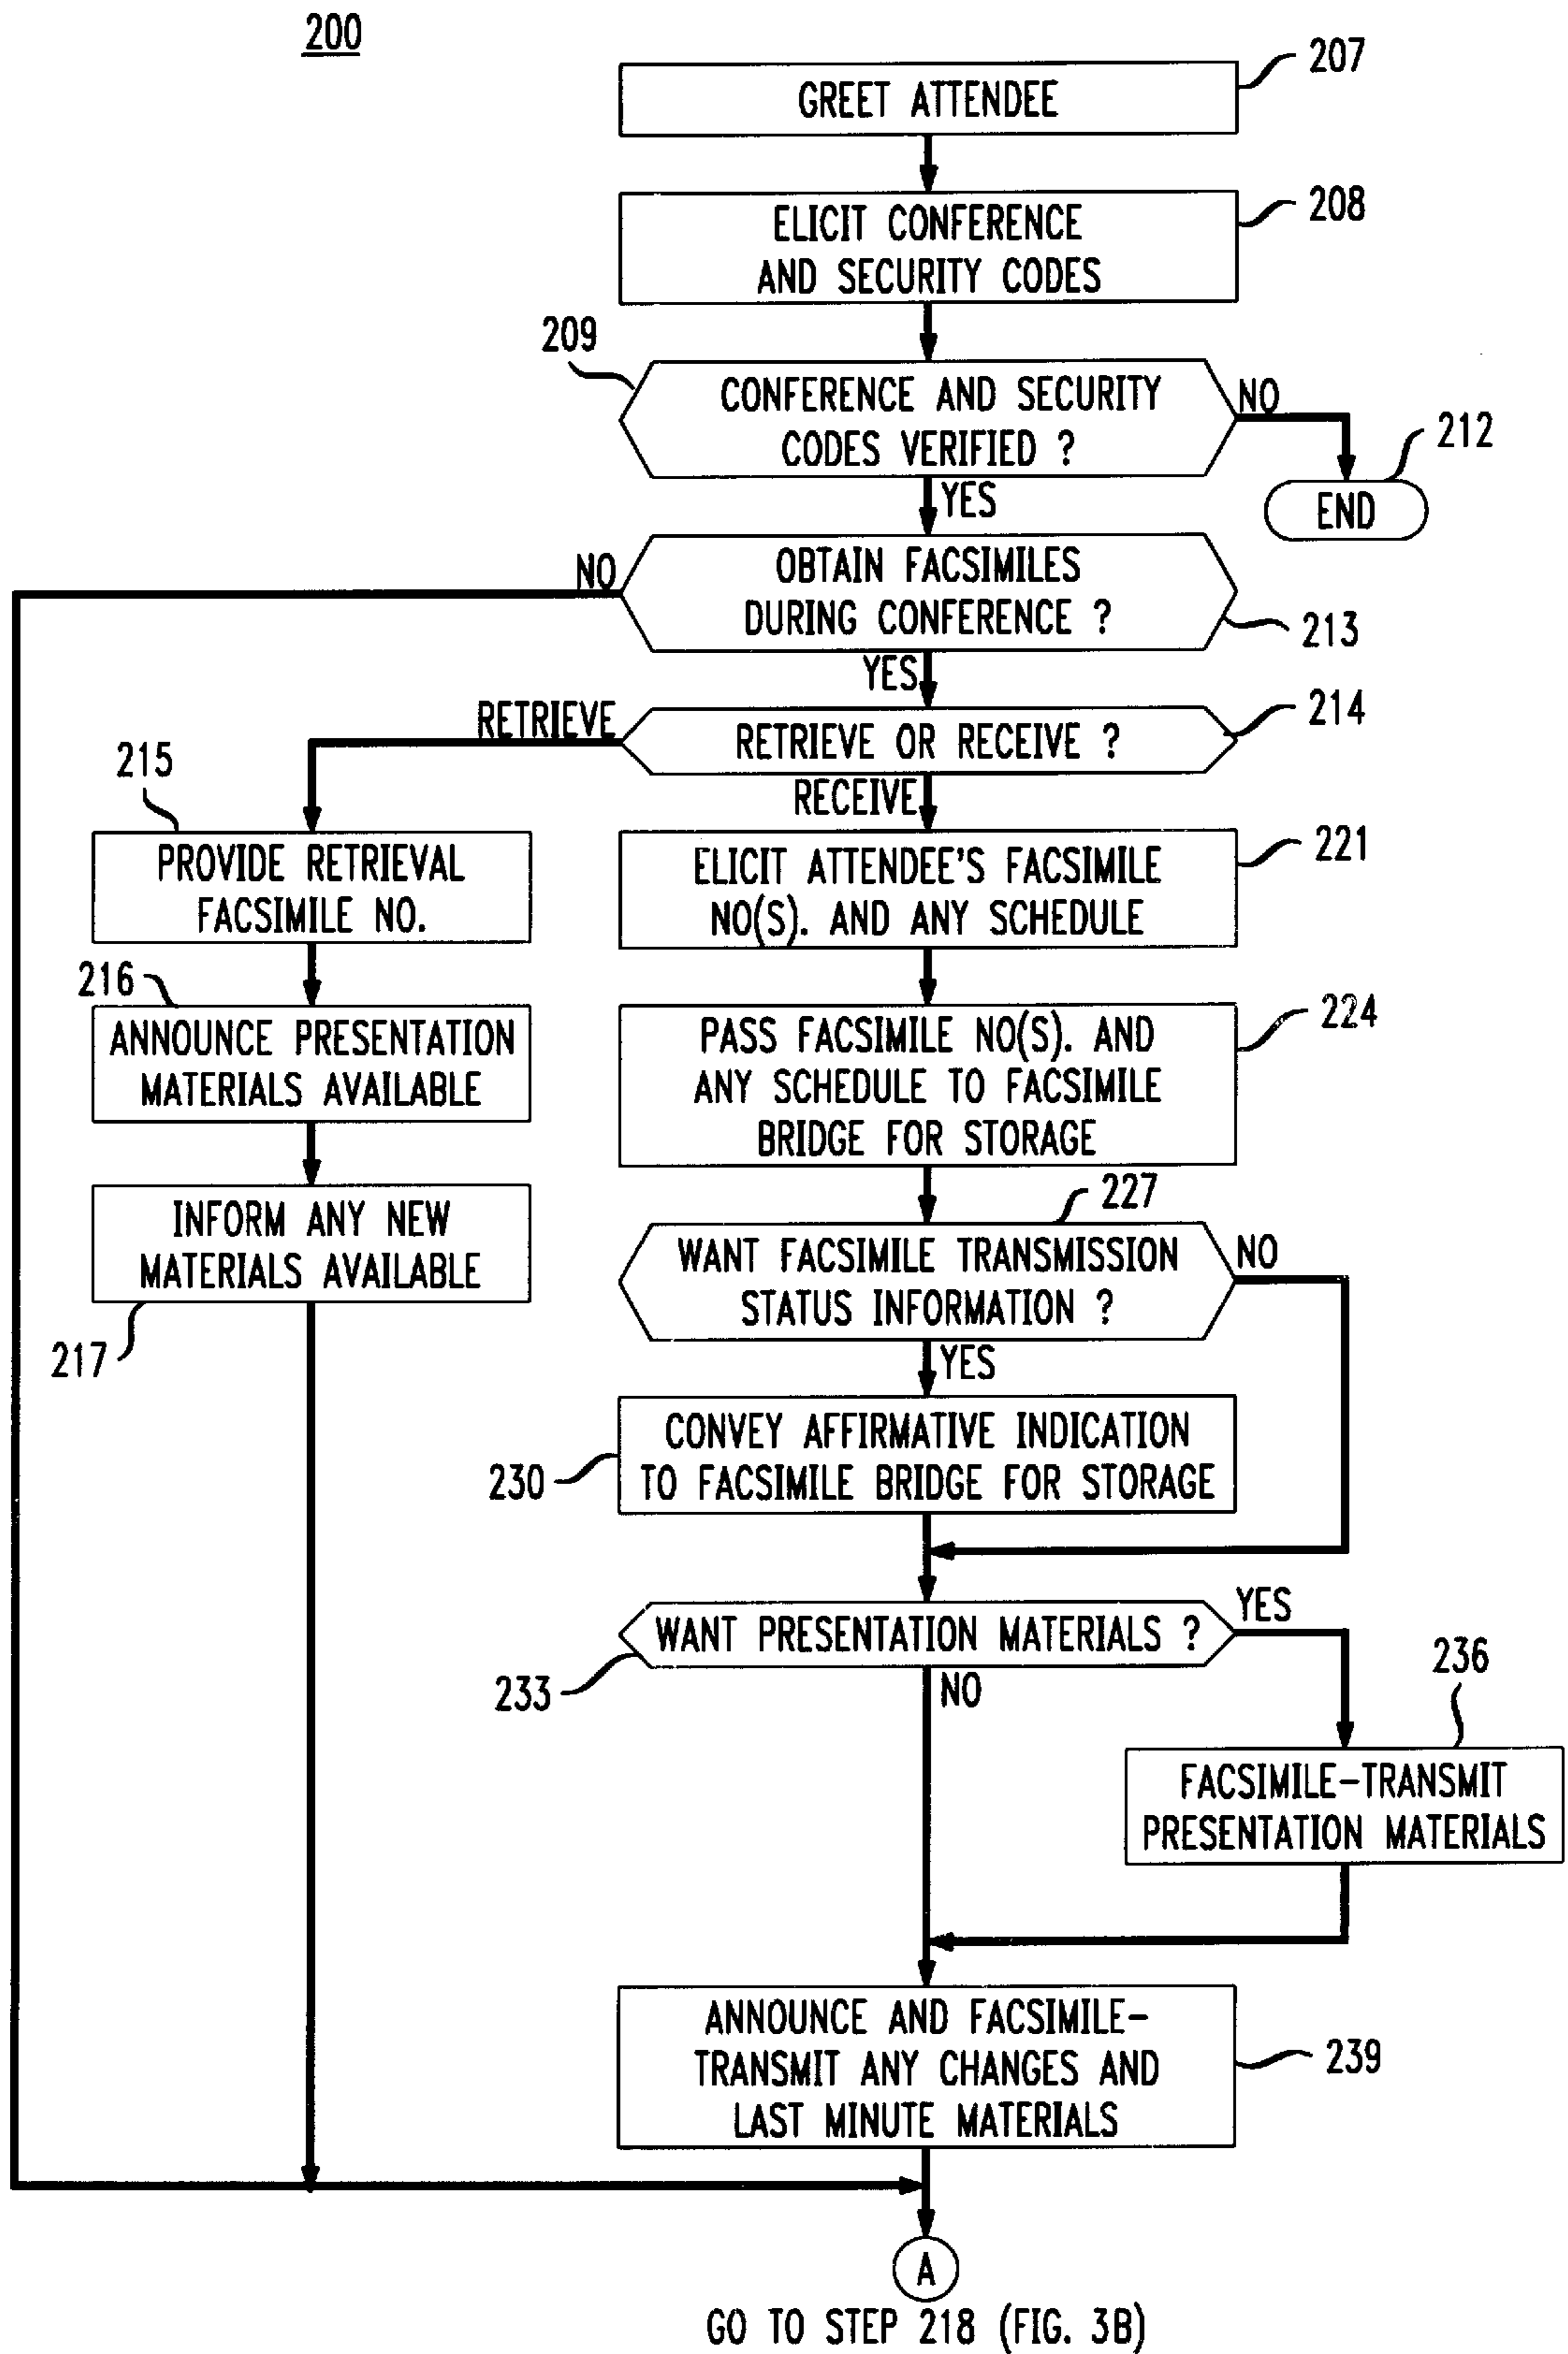 200
207
GREET ATTENDEE
208
ELICIT CONFERENCE
AND SECURITY CODES
209
CONFERENCE AND SECURITY
CODES VERIFIED ?
NO
212
END
YES
OBTAIN FACSIMILES
DURING CONFERENCE ?
NO
213
YES
214
RETRIEVE OR RECEIVE ?
RETRIEVE
RECEIVE
215
PROVIDE RETRIEVAL
FACSIMILE NO.
221
ELICIT ATTENDEE'S FACSIMILE
NO(S). AND ANY SCHEDULE
216
ANNOUNCE PRESENTATION
MATERIALS AVAILABLE
224
PASS FACSIMILE NO(S). AND
ANY SCHEDULE TO FACSIMILE
BRIDGE FOR STORAGE
INFORM ANY NEW
MATERIALS AVAILABLE
217
227
WANT FACSIMILE TRANSMISSION
STATUS INFORMATION ?
NO
YES
CONVEY AFFIRMATIVE INDICATION
TO FACSIMILE BRIDGE FOR STORAGE
230
WANT PRESENTATION MATERIALS ?
YES
233
NO
236
FACSIMILE-TRANSMIT
PRESENTATION MATERIALS
ANNOUNCE AND FACSIMILE-
TRANSMIT ANY CHANGES AND
LAST MINUTE MATERIALS
239
A
GO TO STEP 218 (FIG. 3B)